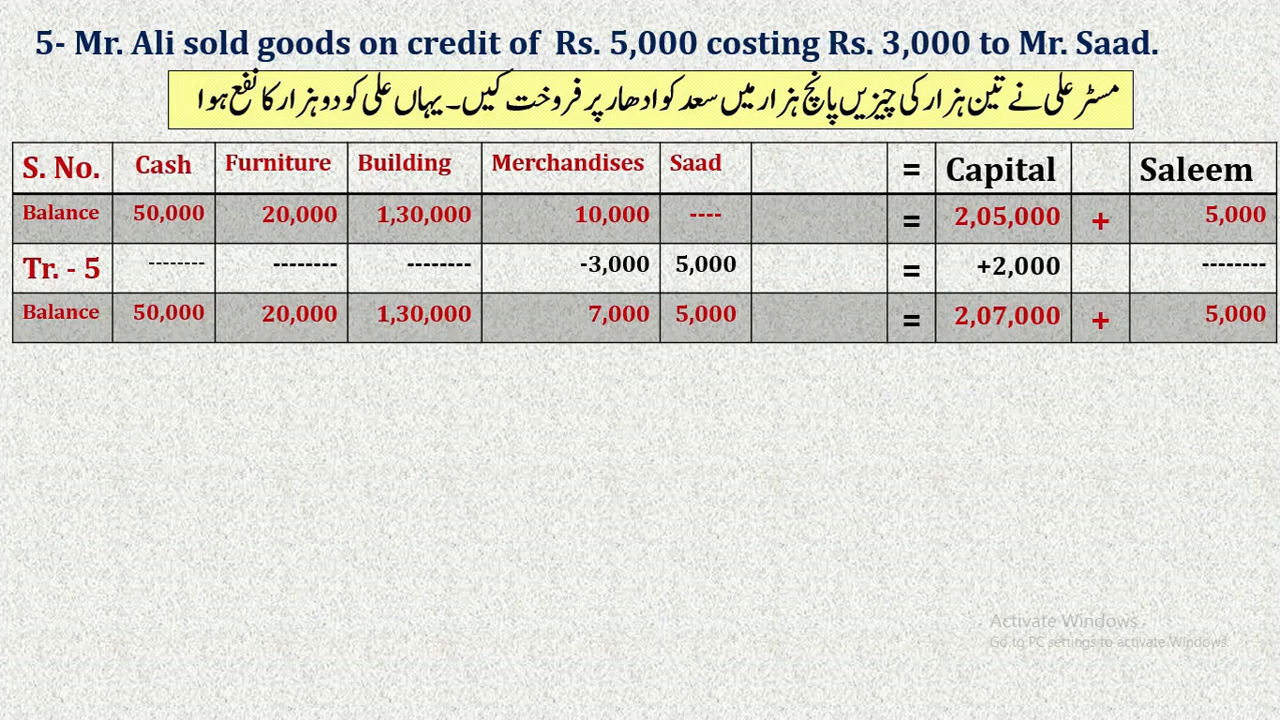 5- Mr. Ali sold goods on credit of Rs. 5,000 costing Rs. 3,000 to Mr. Saad.
مسٹر علی نے تین ہزار کی چیزیں پانچ ہزار میں سعد کو ادھار پر فروخت کیں۔ یہاں علی کو دو ہزار کا نفع ہوا
S. No. Cash Furniture Building Merchandises Saad = Capital Saleem
Balance 50,000 20,000 1,30,000 10,000 ---- = 2,05,000 + 5,000
Tr. - 5 -------- -------- -------- -3,000 5,000 = +2,000 --------
Balance 50,000 20,000 1,30,000 7,000 5,000 = 2,07,000 + 5,000
Activate Windows
Go to PC settings to activate Windows.